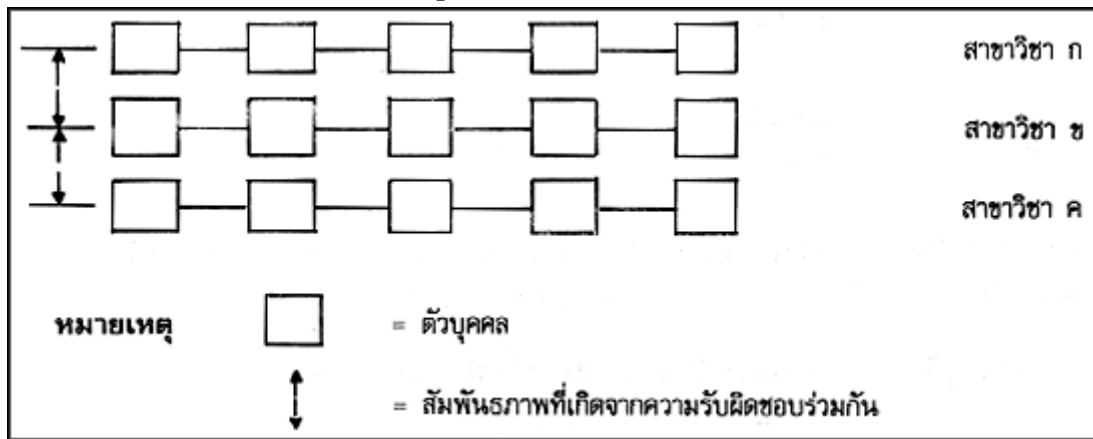 สาขาวิชา ก
สาขาวิชา ข
สาขาวิชา ค
หมายเหตุ = ตัวบุคคล
= สัมพันธภาพที่เกิดจากความรับผิดชอบร่วมกัน